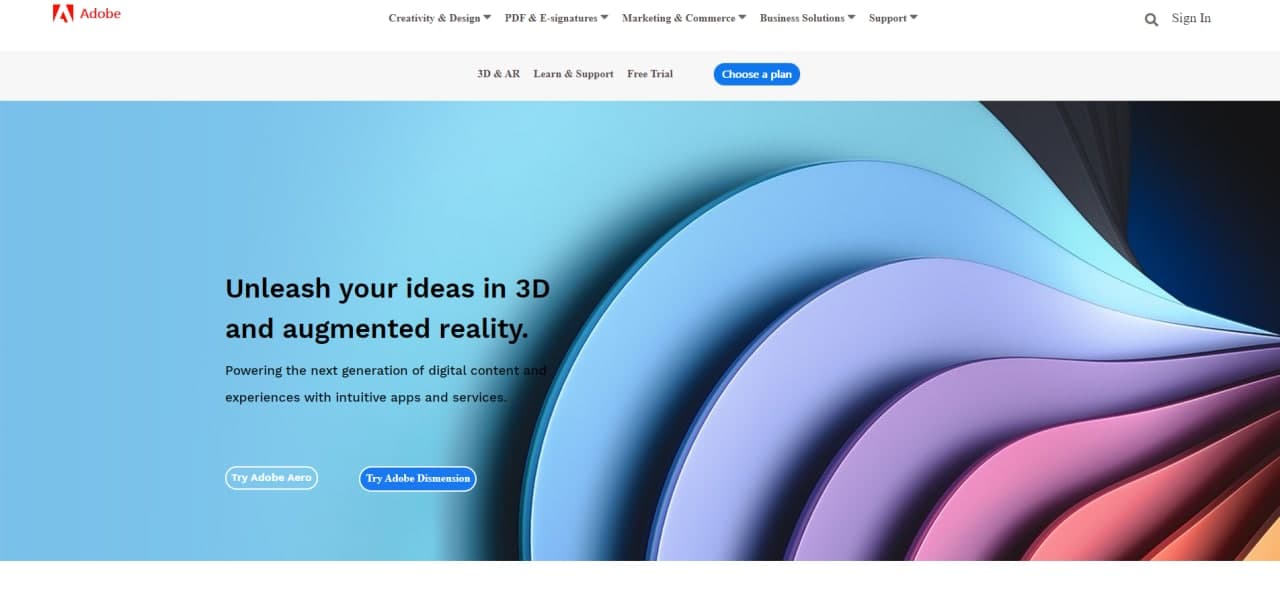 Adobe
Creativity & Design PDF & E-signatures Marketing & Commerce Business Solutions Support
Sign In
3D & AR Learn & Support Free Trial Choose a plan
Unleash your ideas in 3D
and augmented reality.
Powering the next generation of digital content and
experiences with intuitive apps and services.
Try Adobe Aero Try Adobe Dismension